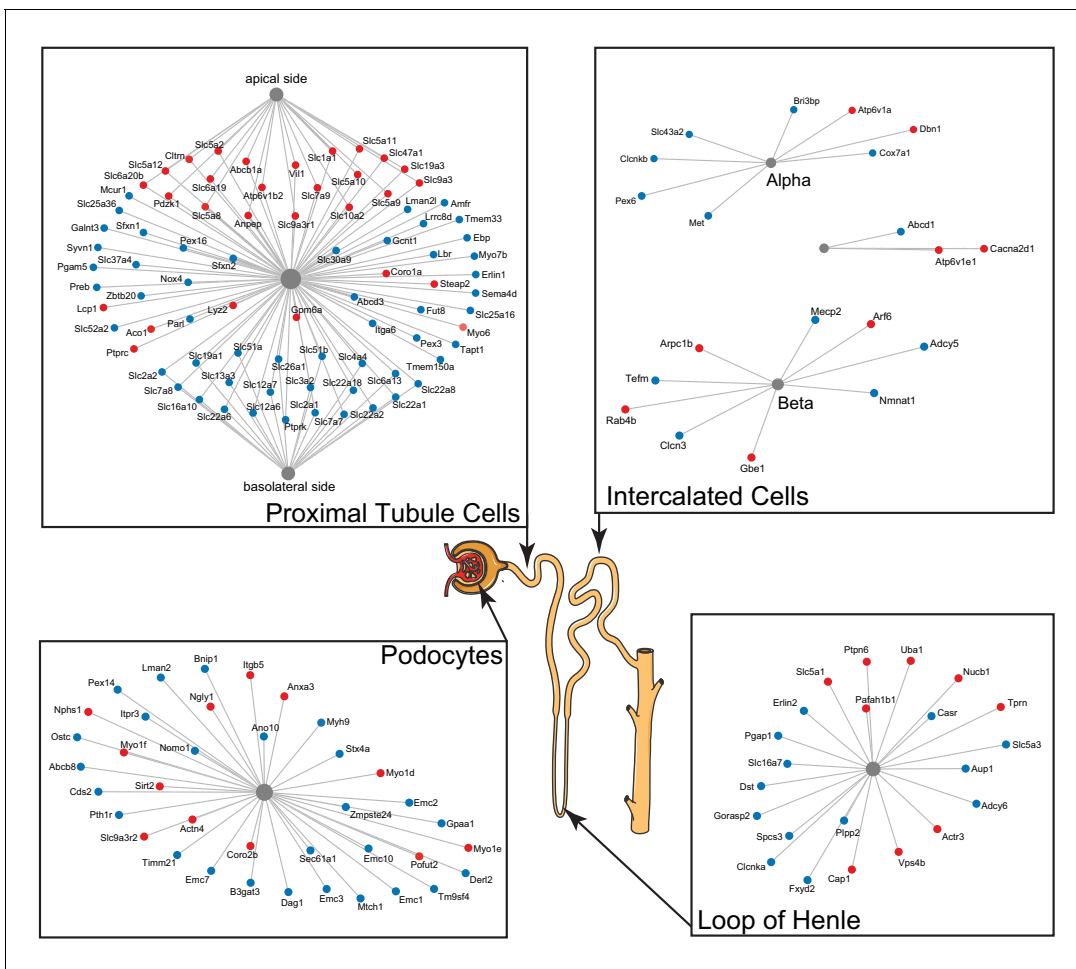 apical side
Slc5a2
Slc5a11
Cltrn
Slc1a1
Slc47a1
Slc5a12
Abcb1a
Vil1
Slc19a3
Slc6a20b
Slc6a19
Atp6v1b2
Slc7a9
Slc5a10
Slc9a3
Mcur1
Pdzk1
Slc5a9
Slc25a36
Slc5a8
Anpep
Slc9a3r1
Slc10a2
Lman2l
Amfr
Galnt3
Sfxn1
Lrrc8d
Tmem33
Pex16
Gcnt1
Ebp
Syvn1
Slc37a4
Sfxn2
Slc30a9
Lbr
Myo7b
Pgam5
Nox4
Coro1a
Erlin1
Preb
Steap2
Zbtb20
Sema4d
Lcp1
Lyz2
Gpm6a
Abcd3
Fut8
Slc25a16
Slc52a2
Aco1
Parl
Itga6
Myo6
Ptprc
Pex3
Tapt1
Slc19a1
Slc51a
Slc51b
Slc4a4
Tmem150a
Slc2a2
Slc13a3
Slc26a1
Slc6a13
Slc7a8
Slc12a7
Slc3a2
Slc22a18
Slc22a8
Slc16a10
Slc22a6
Slc12a6
Slc2a1
Slc22a2
Slc22a1
Ptprk
Slc7a7
basolateral side
Proximal Tubule Cells
Bri3bp
Atp6v1a
Slc43a2
Dbn1
Clcnkb
Cox7a1
Alpha
Pex6
Met
Abcd1
Cacna2d1
Atp6v1e1
Mecp2
Arf6
Arpc1b
Adcy5
Tefm
Beta
Nmnat1
Rab4b
Clcn3
Gbe1
Intercalated Cells
Podocytes
Bnip1
Itgb5
Lman2
Pex14
Ngly1
Anxa3
Nphs1
Itpr3
Ano10
Myh9
Ostc
Myo1f
Nomo1
Stx4a
Abcb8
Myo1d
Cds2
Sirt2
Emc2
Zmpste24
Pth1r
Actn4
Gpaa1
Slc9a3r2
Coro2b
Myo1e
Timm21
Sec61a1
Emc10
Pofut2
Emc7
Derl2
B3gat3
Dag1
Emc3
Mtch1
Emc1
Tm9sf4
Ptpn6
Uba1
Slc5a1
Nucb1
Pafah1b1
Erlin2
Casr
Tprn
Pgap1
Slc5a3
Slc16a7
Aup1
Dst
Adcy6
Gorasp2
Plpp2
Spcs3
Actr3
Clcnka
Vps4b
Cap1
Fxyd2
Loop of Henle